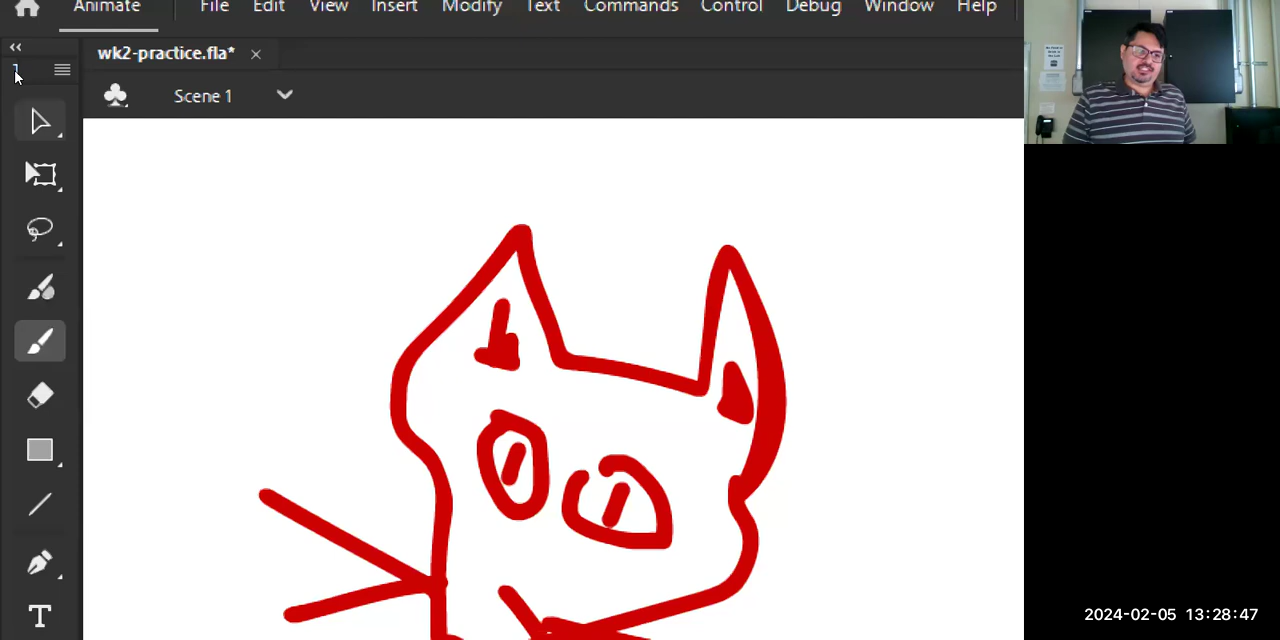 Animate File Edit View Insert Modify Text Commands Control Debug Window Help
wk2-practice.fla*
Scene 1
T
2024-02-05 13:28:47